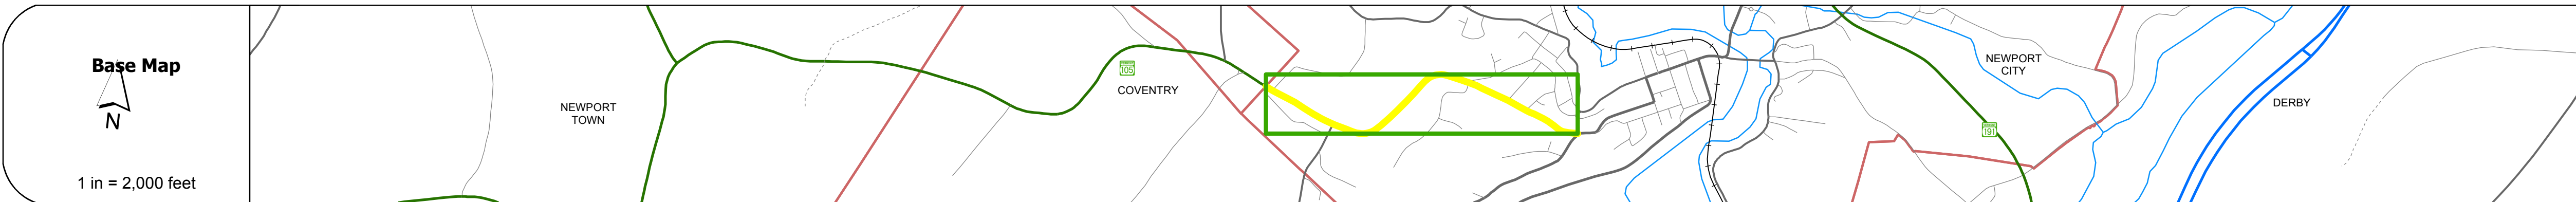 Base Map
N
1 in = 2,000 feet
NEWPORT
TOWN
105
COVENTRY
NEWPORT
CITY
191
DERBY